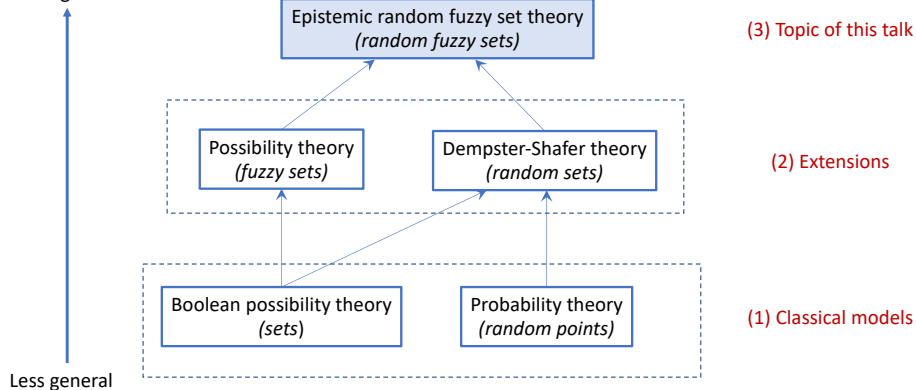 Epistemic random fuzzy set theory
(random fuzzy sets)
(3) Topic of this talk
Possibility theory
(fuzzy sets)
Dempster-Shafer theory
(random sets)
(2) Extensions
Boolean possibility theory
(sets)
Probability theory
(random points)
(1) Classical models
Less general